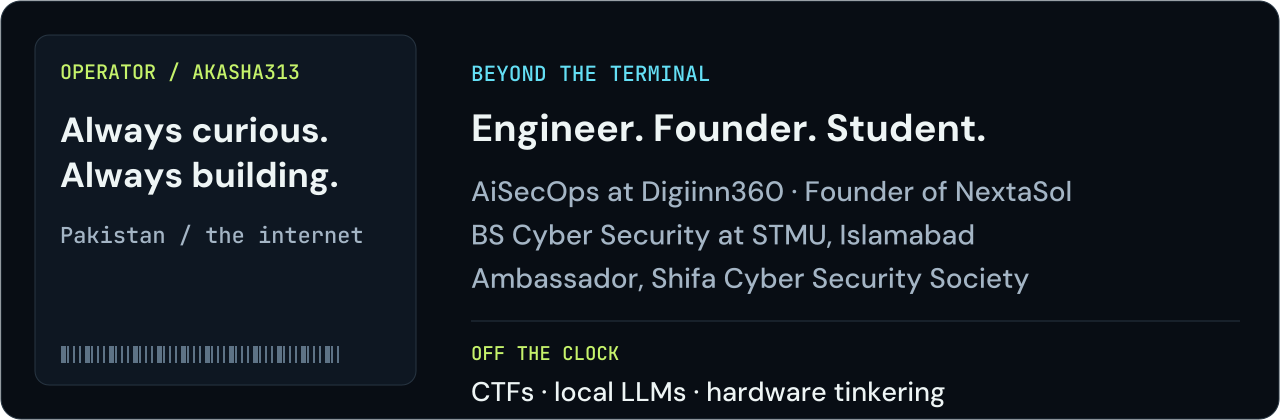 OPERATOR / AKASHA313
Always curious.
Always building.
Pakistan / the internet
BEYOND THE TERMINAL
Engineer. Founder. Student.
AiSecOps at Digiinn360 · Founder of NextaSol
BS Cyber Security at STMU, Islamabad
Ambassador, Shifa Cyber Security Society
OFF THE CLOCK
CTFs · local LLMs · hardware tinkering